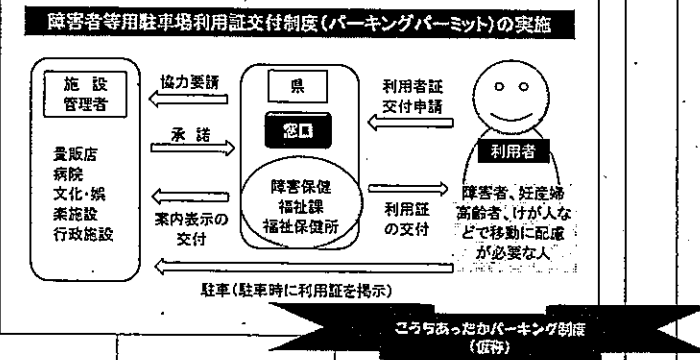 障害者等用駐車場利用証交付制度(パーキングパーミット)の実施
施　設
管理者
量販店
病院
文化・娯
楽施設
行政施設
協力要請
承　諾
案内表示の
交付
県
窓口
障害保健
福祉課
福祉保健所
利用者証
交付申請
利用証
の交付
利用者
障害者、妊産婦
高齢者、けが人な
どで移動に配慮
が必要な人
駐車(駐車時に利用証を掲示)
こうちあったかパーキング制度
(仮称)